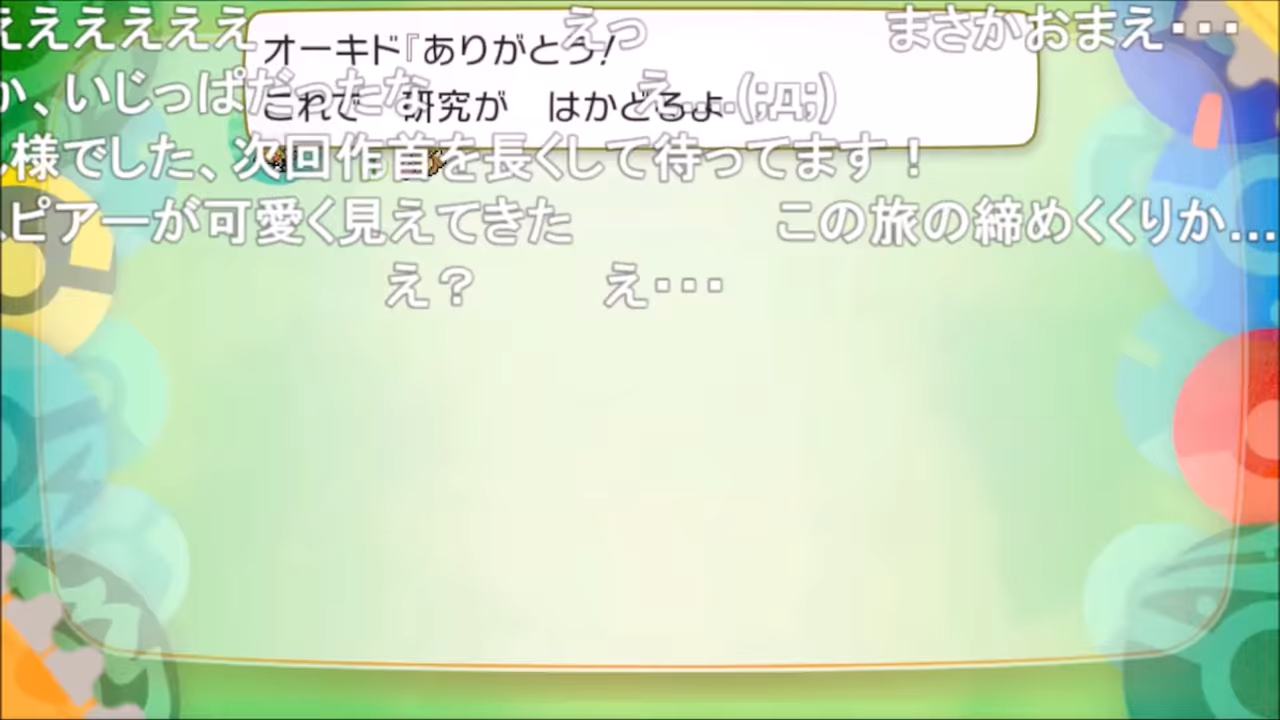 ええええええ
えっ
まさかおまえ・・・
オーキド『ありがとう!
か、いじっぱだったな
え....(;д;)
これで 研究が はかどるよ
様でした、次回作首を長くして待ってます!
ピアーが可愛く見えてきた
この旅の締めくくりか...
え?
え・・・